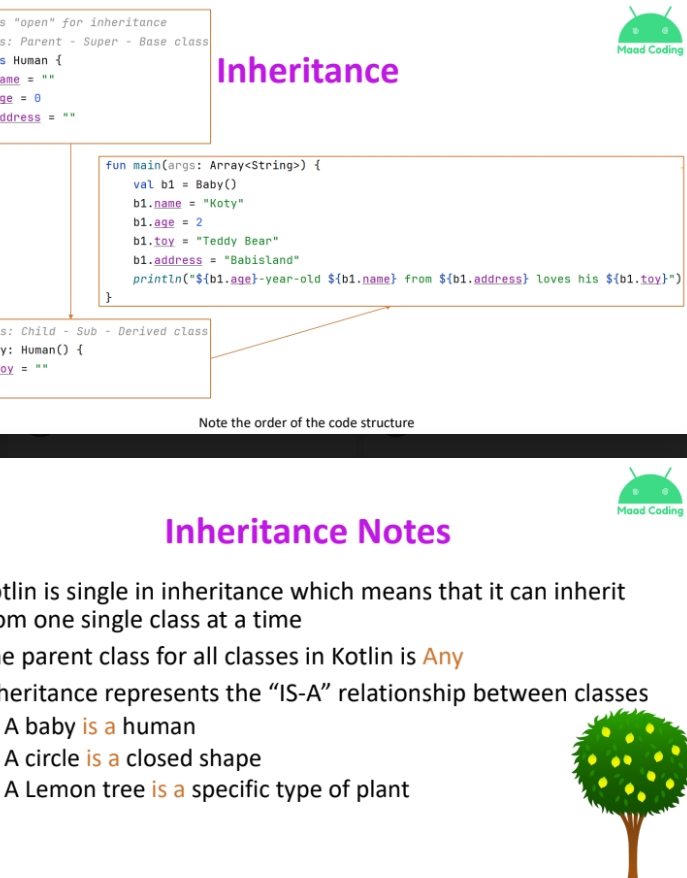 s "open" for inheritance
s: Parent - Super - Base class
s Human {
ame = ""
ge = 0
ddress = ""
Inheritance
Maad Coding
fun main(args: Array<String>) {
val b1 = Baby()
b1.name = "Koty"
b1.age = 2
b1.toy = "Teddy Bear"
b1.address = "Babisland"
println("${b1.age}-year-old ${b1.name} from ${b1.address} loves his ${b1.toy}")
}
s: Child - Sub - Derived class
y: Human() {
oy = ""
Note the order of the code structure
Maad Coding
Inheritance Notes
otlin is single in inheritance which means that it can inherit
om one single class at a time
e parent class for all classes in Kotlin is Any
heritance represents the “IS-A” relationship between classes
A baby is a human
A circle is a closed shape
A Lemon tree is a specific type of plant